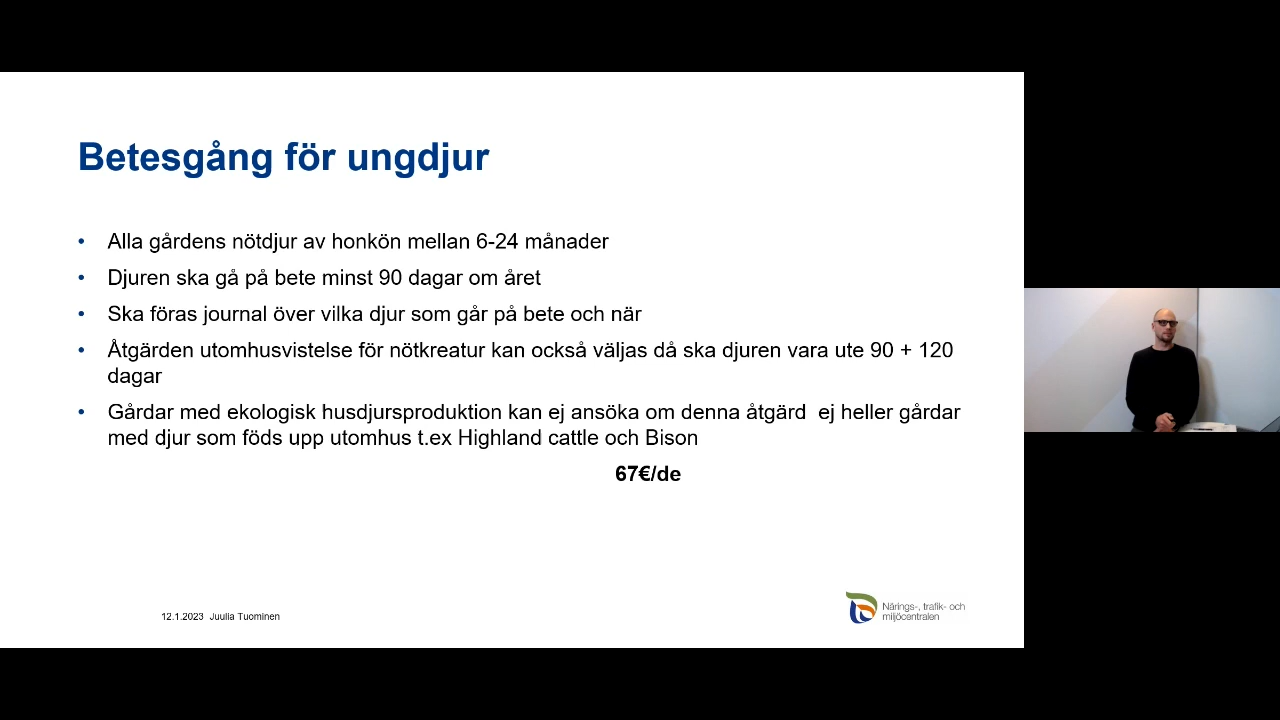 Betesgång för ungdjur
• Alla gårdens nötdjur av honkön mellan 6-24 månader
• Djuren ska gå på bete minst 90 dagar om året
• Ska föras journal över vilka djur som går på bete och när
• Åtgärden utomhusvistelse för nötkreatur kan också väljas då ska djuren vara ute 90 + 120
dagar
• Gårdar med ekologisk husdjursproduktion kan ej ansöka om denna åtgärd  ej heller gårdar
med djur som föds upp utomhus t.ex Highland cattle och Bison
67€/de
12.1.2023 Juulia Tuominen
Närings-, trafik- och
miljöcentralen